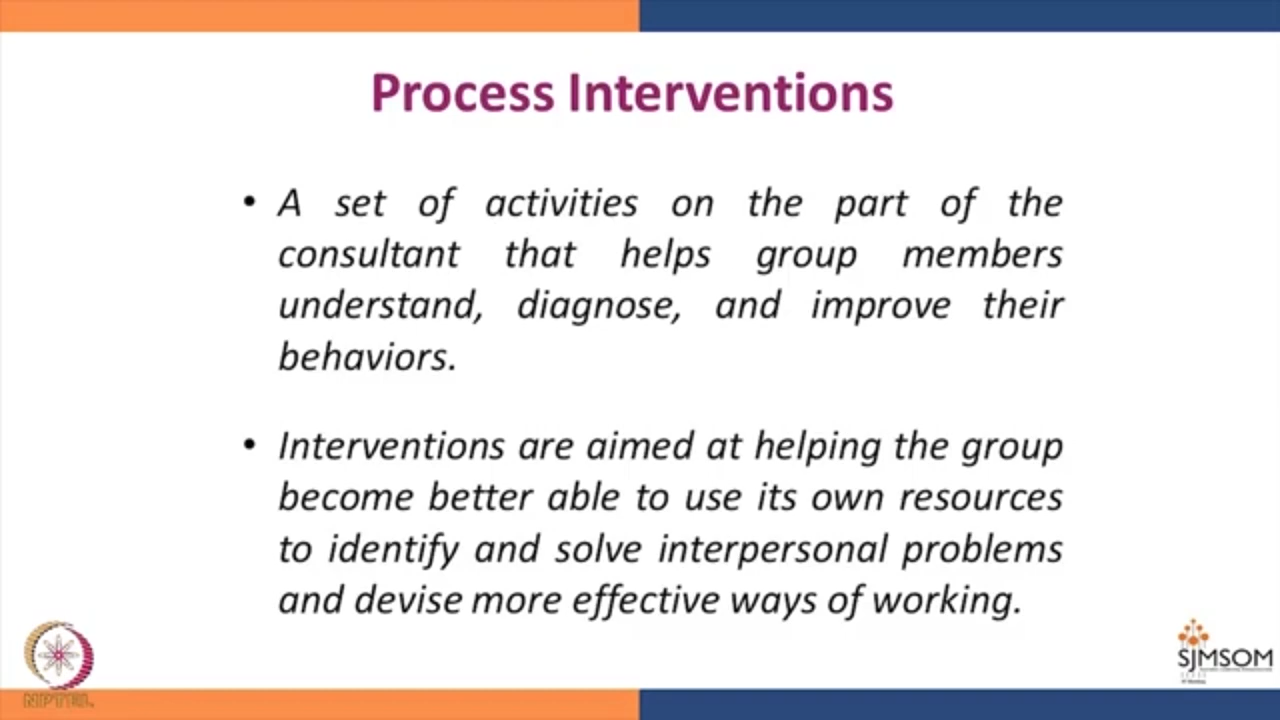 Process Interventions
• A set of activities on the part of the
consultant that helps group members
understand, diagnose, and improve their
behaviors.
• Interventions are aimed at helping the group
become better able to use its own resources
to identify and solve interpersonal problems
and devise more effective ways of working.
NPTEL
SJMSOM